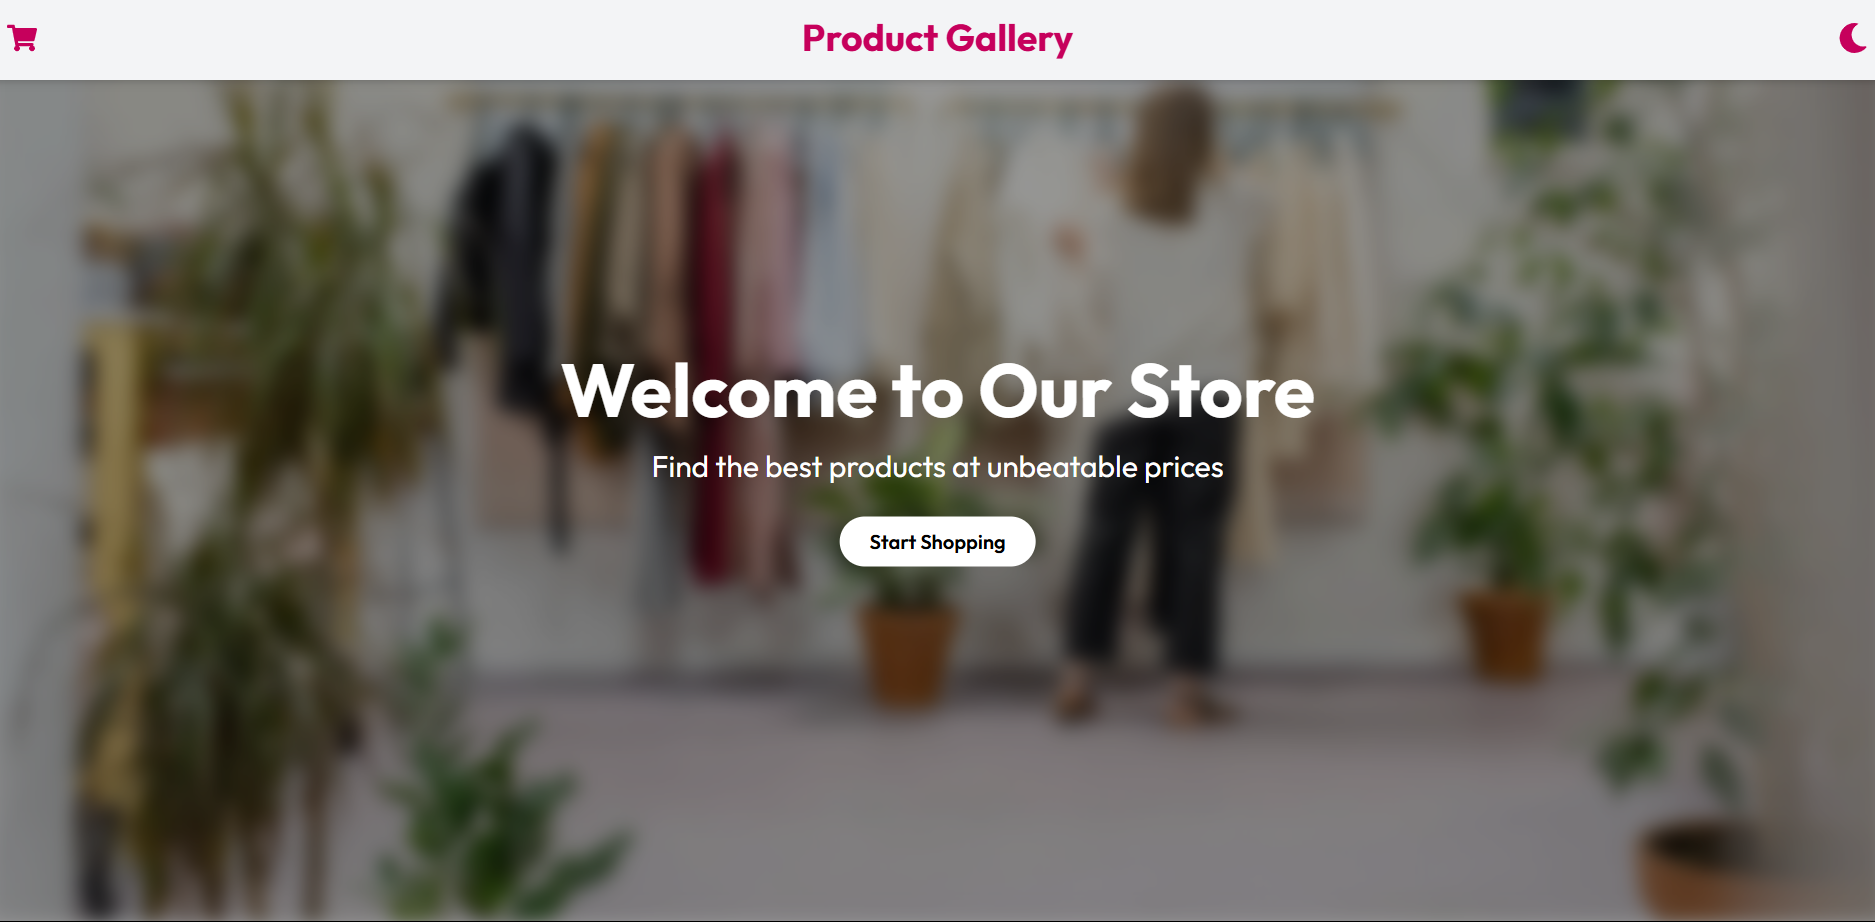 Product Gallery
Welcome to Our Store
Find the best products at unbeatable prices
Start Shopping